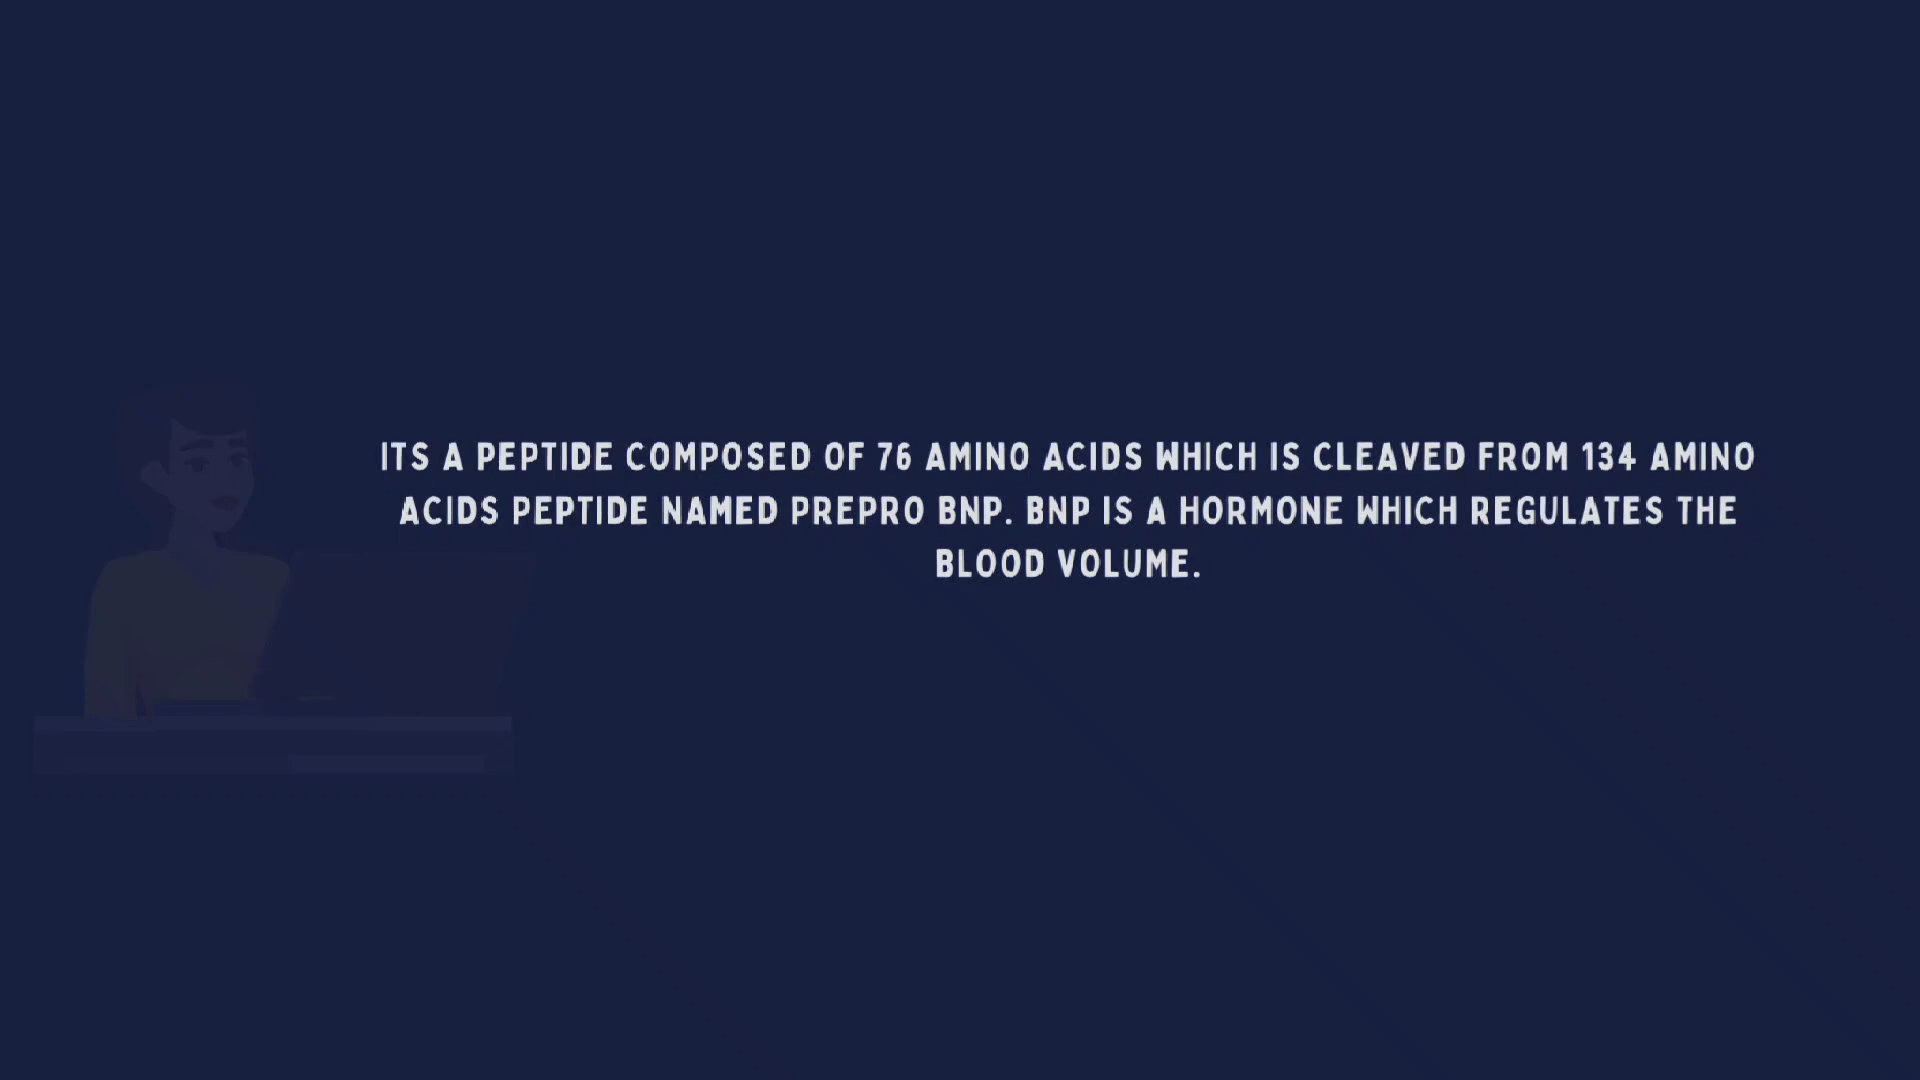 ITS A PEPTIDE COMPOSED OF 76 AMINO ACIDS WHICH IS CLEAVED FROM 134 AMINO
ACIDS PEPTIDE NAMED PREPRO BNP. BNP IS A HORMONE WHICH REGULATES THE
BLOOD VOLUME.